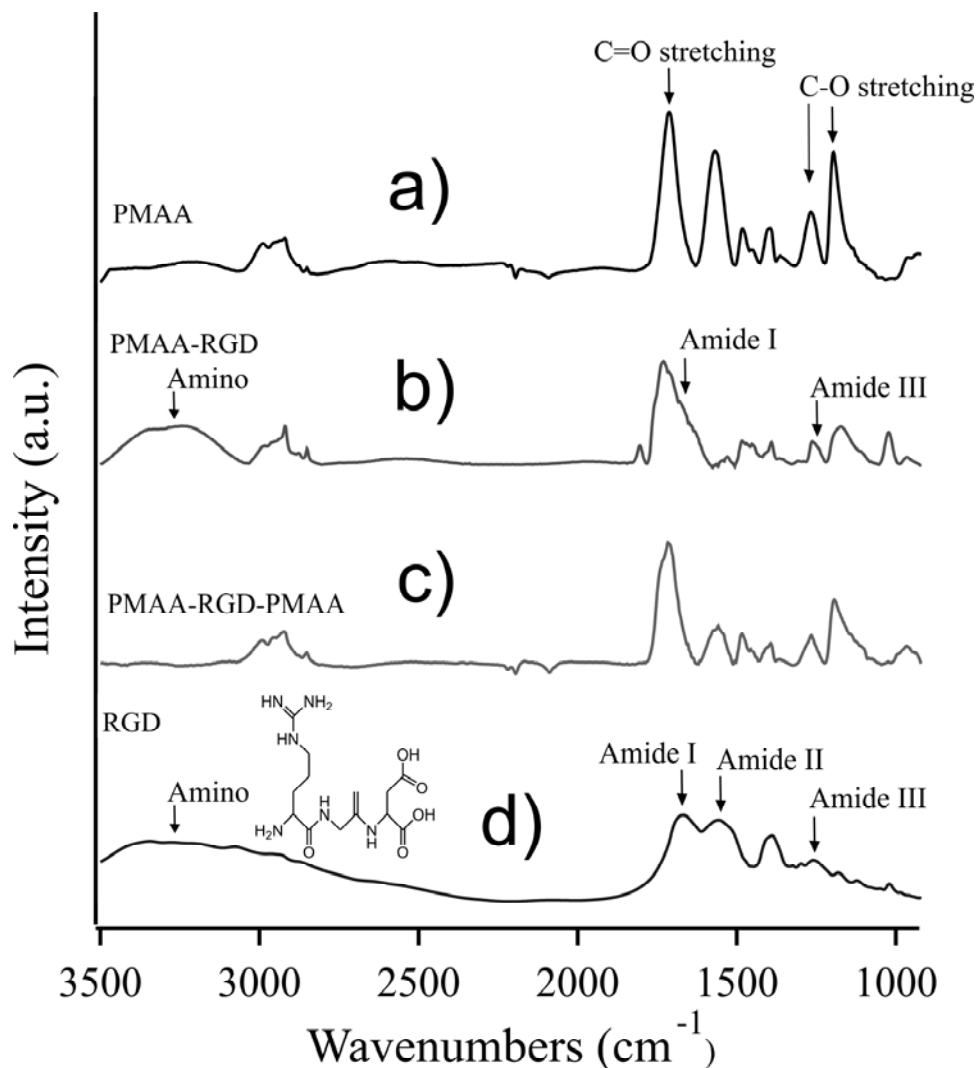 C=O stretching
C-O stretching
a)
PMAA
PMAA-RGD
Amino
b)
Amide I
Amide III
c)
PMAA-RGD-PMAA
RGD
HN NH2
HN
OH
O
H
N
OH
H2N
N
H
O
O
Amino
d)
Amide I
Amide II
Amide III
Intensity (a.u.)
3500 3000 2500 2000 1500 1000
Wavenumbers (cm-1)